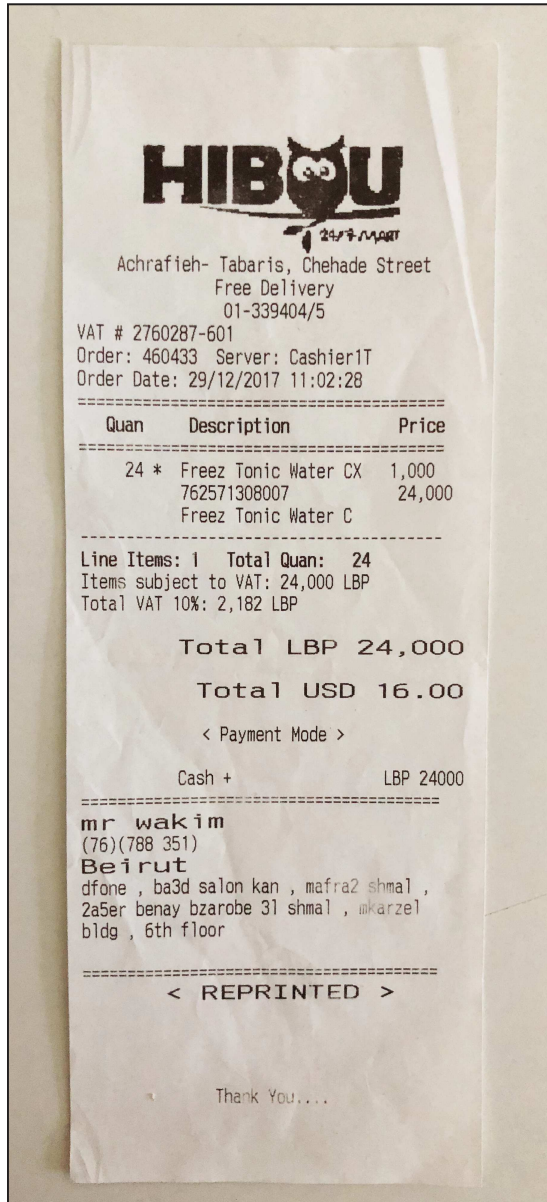 HIBOU
24/7 MART
Achrafieh- Tabaris, Chehade Street
Free Delivery
01-339404/5
VAT # 2760287-601
Order: 460433 Server: Cashier1T
Order Date: 29/12/2017 11:02:28
========================================
Quan Description Price
========================================
24 * Freez Tonic Water CX 1,000
762571308007 24,000
Freez Tonic Water C
----------------------------------------
Line Items: 1 Total Quan: 24
Items subject to VAT: 24,000 LBP
Total VAT 10%: 2,182 LBP
Total LBP 24,000
Total USD 16.00
< Payment Mode >
Cash + LBP 24000
========================================
mr wakim
(76)(788 351)
Beirut
dfone , ba3d salon kan , mafra2 shmal ,
2a5er benay bzarobe 3l shmal , mkarzel
bldg , 6th floor
========================================
< REPRINTED >
Thank You....